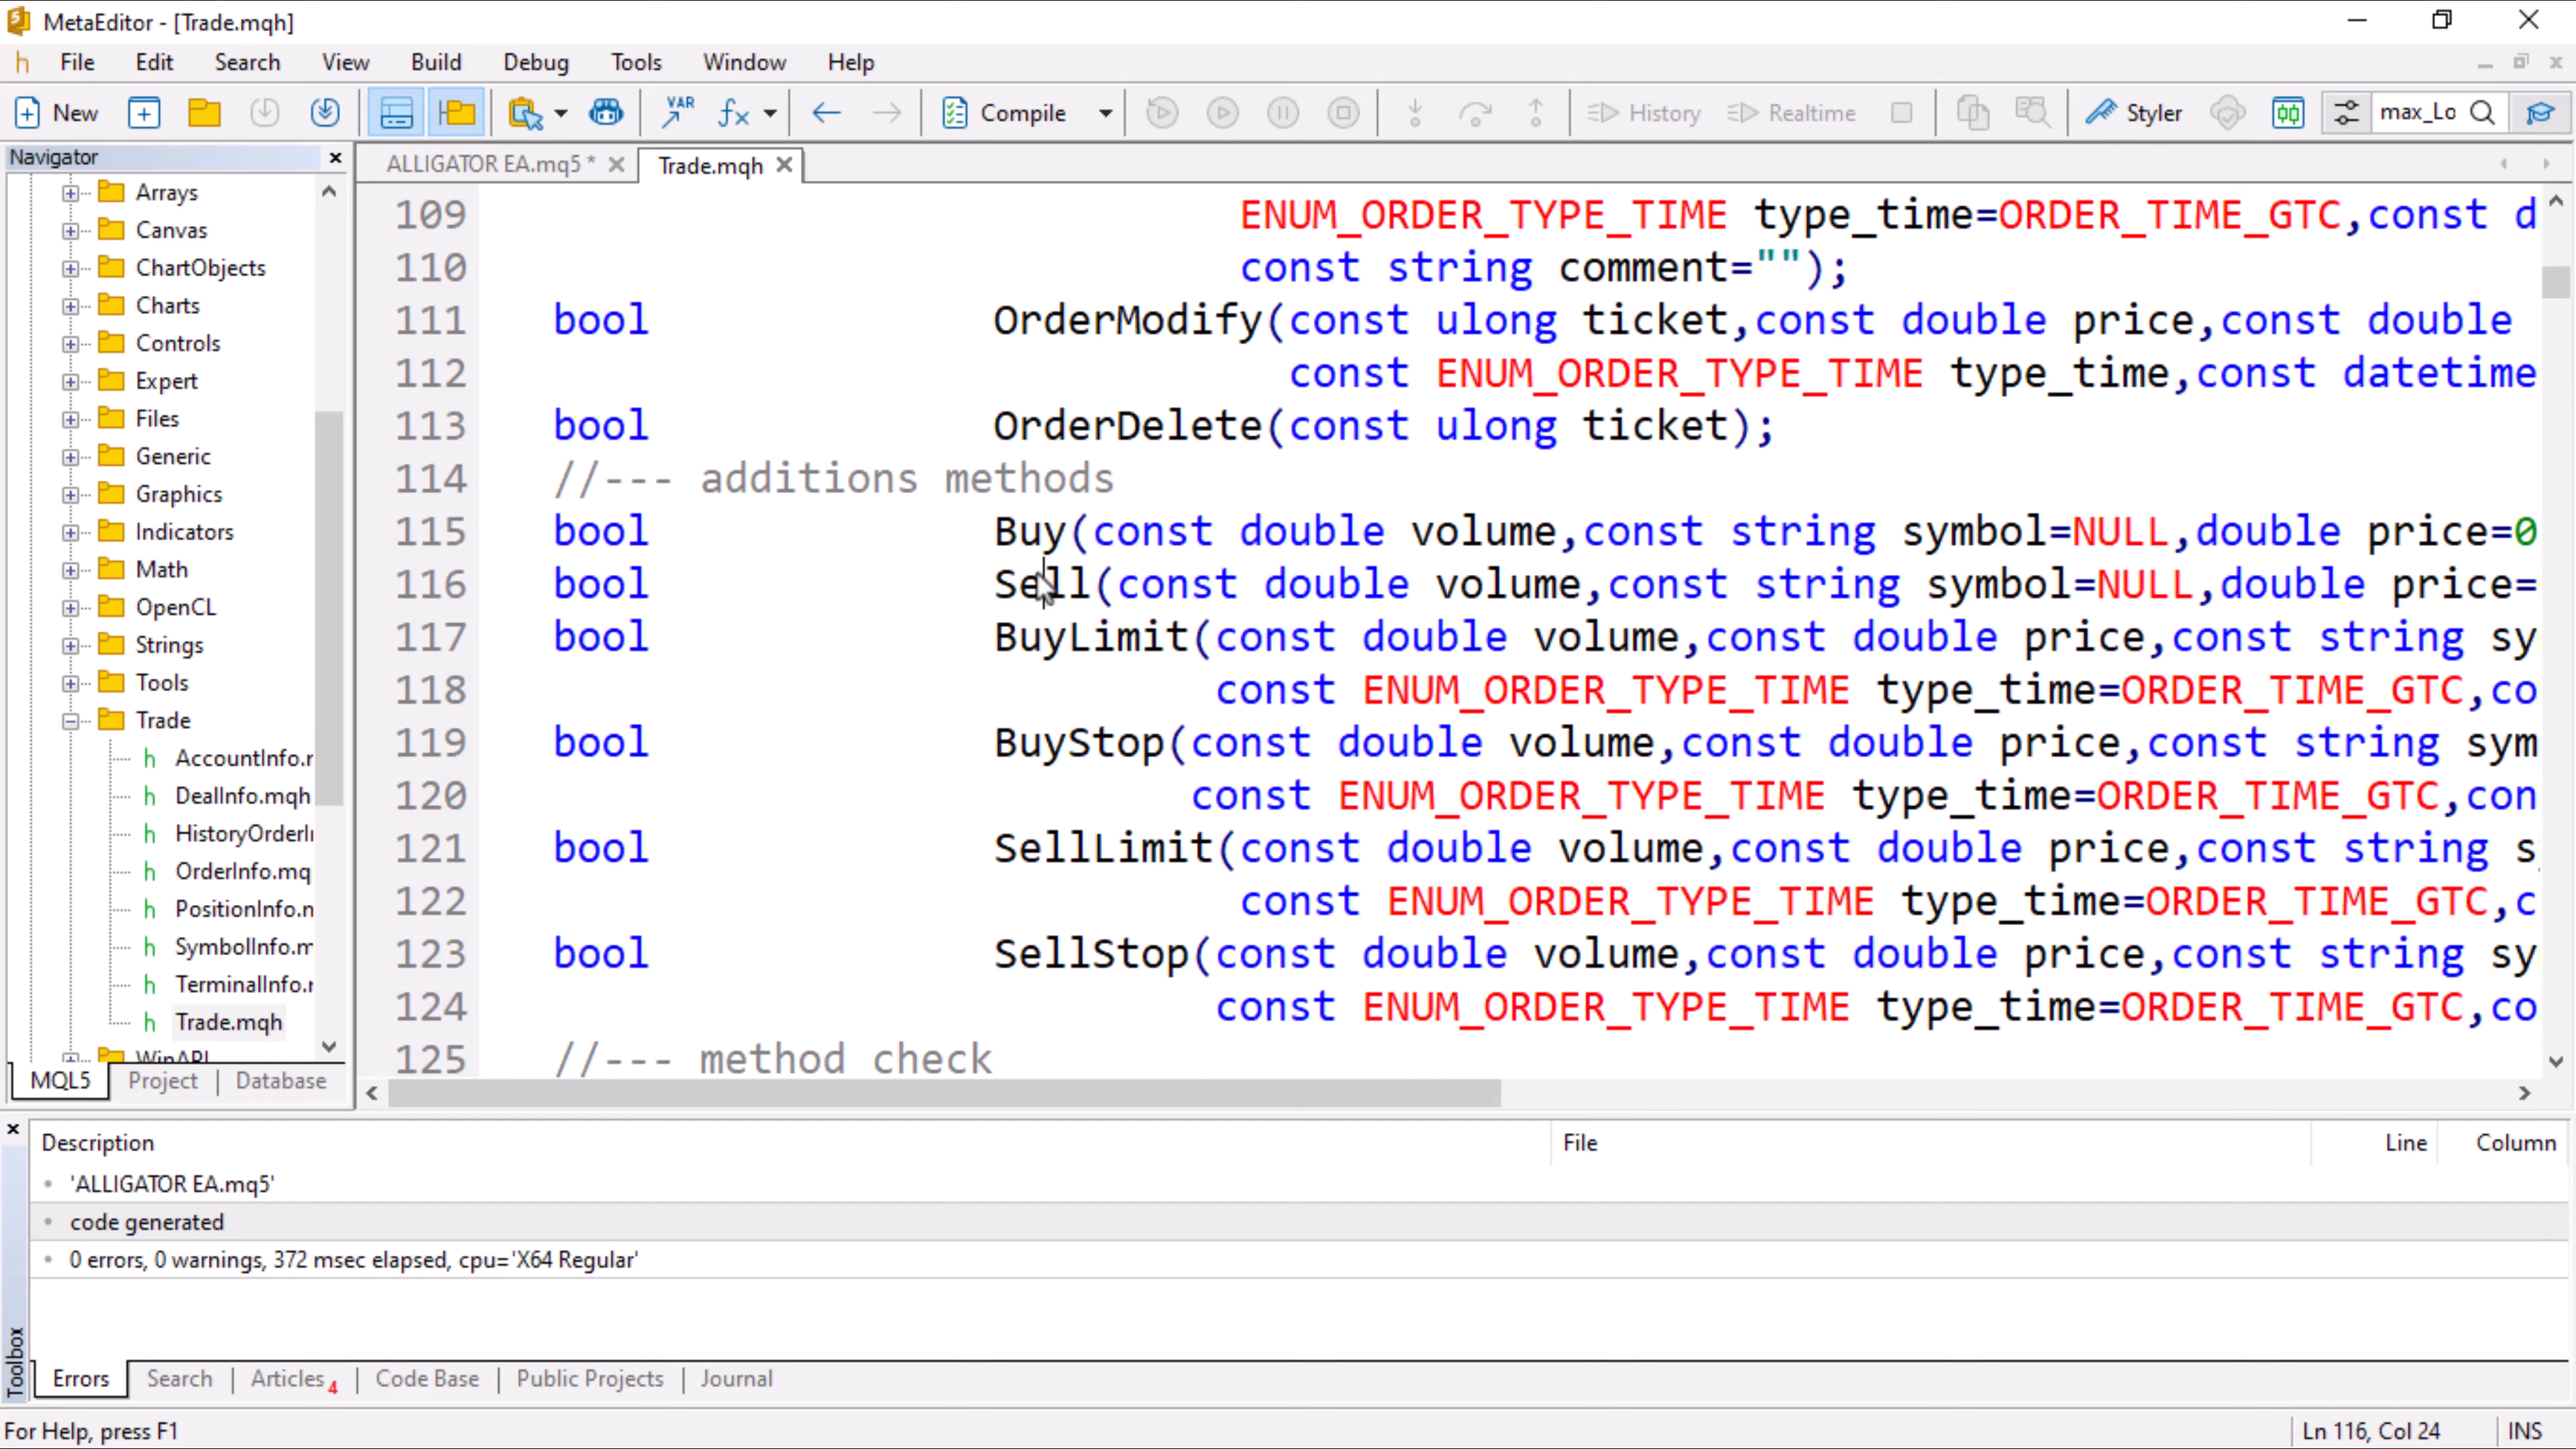 MetaEditor - [Trade.mqh]
File Edit Search View Build Debug Tools Window Help
New VAR fx Compile History Realtime Styler max_Lo
Navigator
ALLIGATOR EA.mq5 * Trade.mqh
Arrays
Canvas
ChartObjects
Charts
Controls
Expert
Files
Generic
Graphics
Indicators
Math
OpenCL
Strings
Tools
Trade
AccountInfo.r
DealInfo.mqh
HistoryOrderI
OrderInfo.mq
PositionInfo.n
SymbolInfo.m
TerminalInfo.r
Trade.mqh
WinAPI
MQL5 Project Database
109 ENUM_ORDER_TYPE_TIME type_time=ORDER_TIME_GTC,const d
110 const string comment="");
111 bool OrderModify(const ulong ticket,const double price,const double
112 const ENUM_ORDER_TYPE_TIME type_time,const datetime
113 bool OrderDelete(const ulong ticket);
114 //--- additions methods
115 bool Buy(const double volume,const string symbol=NULL,double price=0
116 bool Sell(const double volume,const string symbol=NULL,double price=
117 bool BuyLimit(const double volume,const double price,const string sy
118 const ENUM_ORDER_TYPE_TIME type_time=ORDER_TIME_GTC,co
119 bool BuyStop(const double volume,const double price,const string sym
120 const ENUM_ORDER_TYPE_TIME type_time=ORDER_TIME_GTC,con
121 bool SellLimit(const double volume,const double price,const string s
122 const ENUM_ORDER_TYPE_TIME type_time=ORDER_TIME_GTC,c
123 bool SellStop(const double volume,const double price,const string sy
124 const ENUM_ORDER_TYPE_TIME type_time=ORDER_TIME_GTC,co
125 //--- method check
Description File Line Column
'ALLIGATOR EA.mq5'
code generated
0 errors, 0 warnings, 372 msec elapsed, cpu='X64 Regular'
Toolbox
Errors Search Articles 4 Code Base Public Projects Journal
For Help, press F1 Ln 116, Col 24 INS